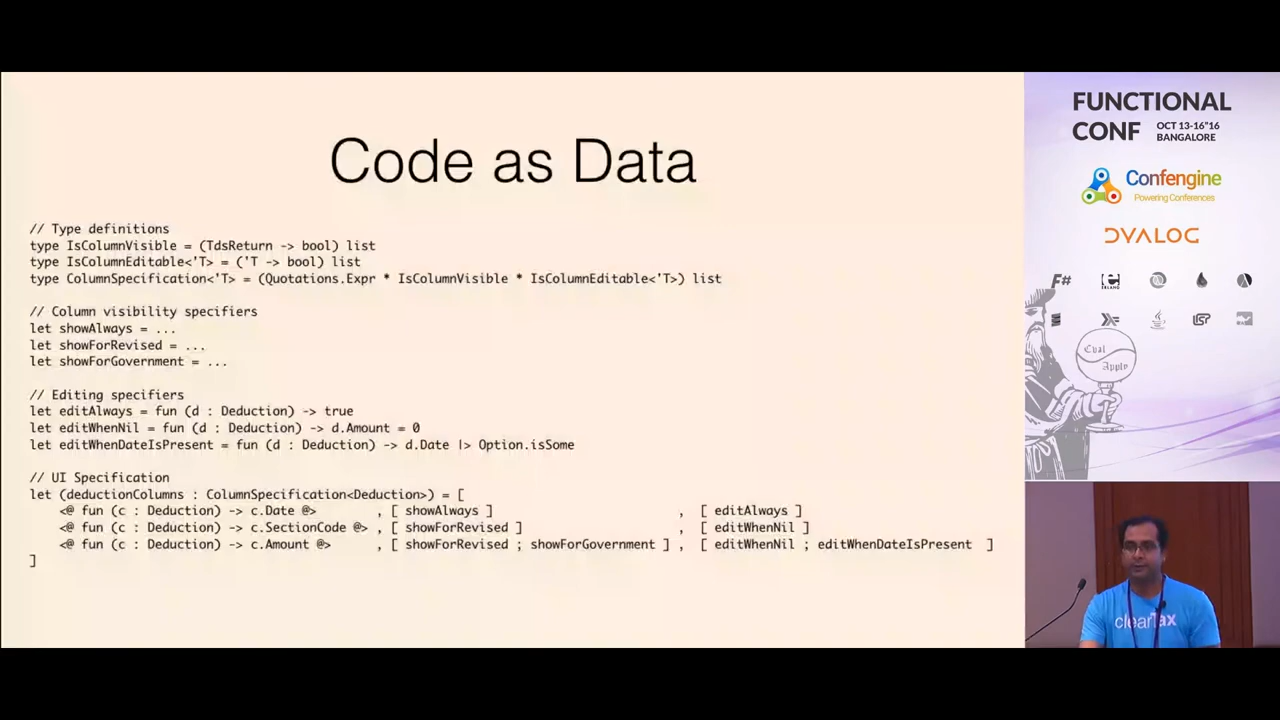 Code as Data
// Type definitions
type IsColumnVisible = (TdsReturn -> bool) list
type IsColumnEditable<'T> = ('T -> bool) list
type ColumnSpecification<'T> = (Quotations.Expr * IsColumnVisible * IsColumnEditable<'T>) list
// Column visibility specifiers
let showAlways = ...
let showForRevised = ...
let showForGovernment = ...
// Editing specifiers
let editAlways = fun (d : Deduction) -> true
let editWhenNil = fun (d : Deduction) -> d.Amount = 0
let editWhenDateIsPresent = fun (d : Deduction) -> d.Date |> Option.isSome
// UI Specification
let (deductionColumns : ColumnSpecification<Deduction>) = [
<@ fun (c : Deduction) -> c.Date @> , [ showAlways ] , [ editAlways ]
<@ fun (c : Deduction) -> c.SectionCode @> , [ showForRevised ] , [ editWhenNil ]
<@ fun (c : Deduction) -> c.Amount @> , [ showForRevised ; showForGovernment ] , [ editWhenNil ; editWhenDateIsPresent ]
]
FUNCTIONAL
CONF OCT 13-16"16
BANGALORE
Confengine
Powering Conferences
DYALOG
F#
ERLANG
LISP
Eval
Apply
clearTax